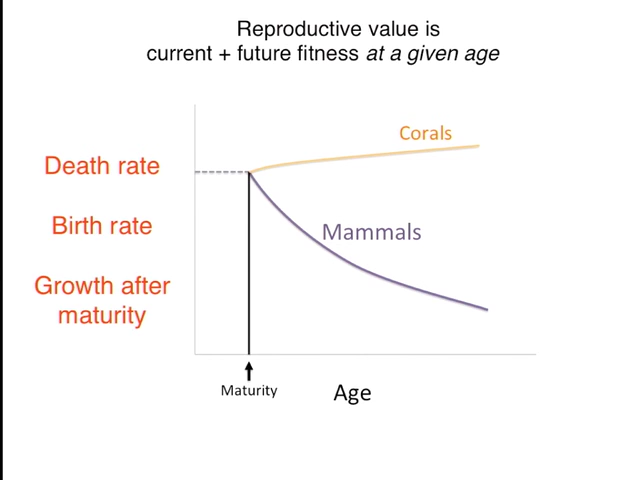 Reproductive value is
current + future fitness at a given age
Corals
Death rate
Birth rate
Mammals
Growth after
maturity
Maturity
Age